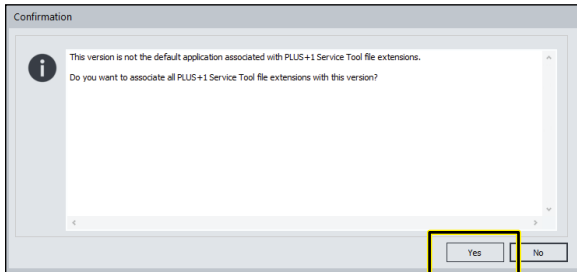 Confirmation
This version is not the default application associated with PLUS+1 Service Tool file extensions.
Do you want to associate all PLUS+1 Service Tool file extensions with this version?
Yes
No